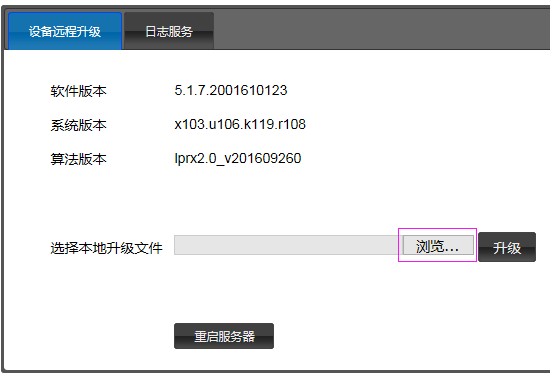 设备远程升级 日志服务
软件版本 5.1.7.2001610123
系统版本 x103.u106.k119.r108
算法版本 lprx2.0_v201609260
选择本地升级文件 浏览... 升级
重启服务器